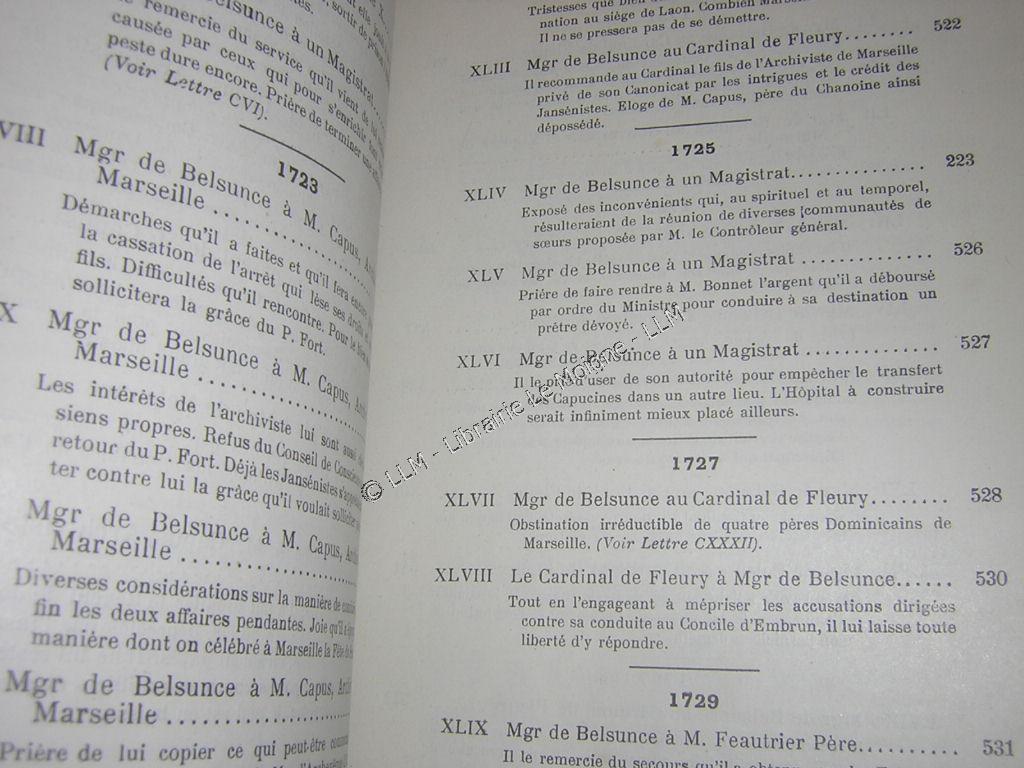 Belsunce à un Magistrat
remercie du service qu'il vient de lui
causée par ceux qui pour s'enrichir
peste dure encore. Prière de terminer
(Voir Lettre CVI).
1723
VIII Mgr de Belsunce à M. Capus,
Marseille
Démarches qu'il a faites et qu'il fera
la cassation de l'arrêt qui lèse ses droits
fils. Difficultés qu'il rencontre. Pour le
sollicitera la grâce du P. Fort.
X Mgr de Belsunce à M. Capus,
Marseille
Les intérêts de l'archiviste lui sont aussi
siens propres. Refus du Conseil de Conscience
retour du P. Fort. Déjà les Jansénistes
ter contre lui la grâce qu'il voulait solliciter
Mgr de Belsunce à M. Capus,
Marseille
Diverses considérations sur la manière de
fin les deux affaires pendantes. Joie qu'il
manière dont on célébré à Marseille la Fête
Mgr de Belsunce à M. Capus,
Marseille
Prière de lui copier ce qui peut-être
Tristesses que
nation au siège de Laon. Combien
Il ne se pressera pas de se démettre.
XLIII Mgr de Belsunce au Cardinal de Fleury........ 522
Il recommande au Cardinal le fils de l'Archiviste de Marseille
privé de son Canonicat par les intrigues et le crédit des
Jansénistes. Eloge de M. Capus, père du Chanoine ainsi
dépossédé.
1725
XLIV Mgr de Belsunce à un Magistrat............... 223
Exposé des inconvénients qui, au spirituel et au temporel,
résulteraient de la réunion de diverses [communautés de
sœurs proposée par M. le Contrôleur général.
XLV Mgr de Belsunce à un Magistrat .............. 526
Prière de faire rendre à M. Bonnet l'argent qu'il a déboursé
par ordre du Ministre pour conduire à sa destination un
prêtre dévoyé.
XLVI Mgr de Belsunce à un Magistrat .............. 527
Il le prie d'user de son autorité pour empêcher le transfert
des Capucines dans un autre lieu. L'Hôpital à construire
serait infiniment mieux placé ailleurs.
1727
XLVII Mgr de Belsunce au Cardinal de Fleury........ 528
Obstination irréductible de quatre pères Dominicains de
Marseille. (Voir Lettre CXXXII).
XLVIII Le Cardinal de Fleury à Mgr de Belsunce...... 530
Tout en l'engageant à mépriser les accusations dirigées
contre sa conduite au Concile d'Embrun, il lui laisse toute
liberté d'y répondre.
1729
XLIX Mgr de Belsunce à M. Feautrier Père.......... 531
Il le remercie du secours qu'il a
© LLM - Librairie Le Moigne - LLM